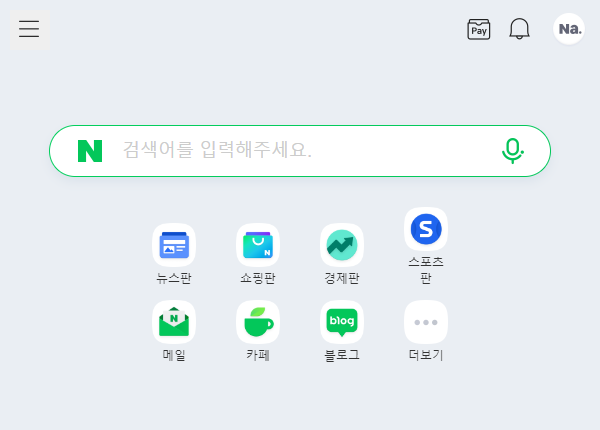 Pay
Na.
N 검색어를 입력해주세요.
N
S
뉴스판 쇼핑판 경제판 스포츠
판
N
blog
메일 카페 블로그 더보기